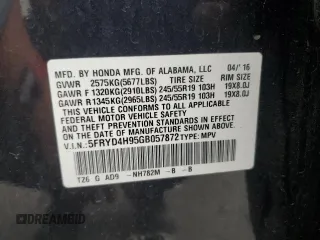 MFD. BY HONDA MFG. OF ALABAMA, LLC 04/'16
GVWR 2575KG(5677LBS) TIRE SIZE RIM SIZE
GAWR F 1320KG(2910LBS) 245/55R19 103H 19X8.0J
GAWR R1345KG(2965LBS) 245/55R19 103H 19X8.0J
THIS VEHICLE CONFORMS TO ALL APPLICABLE
FEDERAL MOTOR VEHICLE SAFETY AND THEFT
PREVENTION STANDARDS IN EFFECT ON THE
DATE OF MANUFACTURE SHOWN ABOVE.
V.I.N.:5FRYD4H95GB057872 TYPE: MPV
TZ6 G AD9 -NH782M -B -B